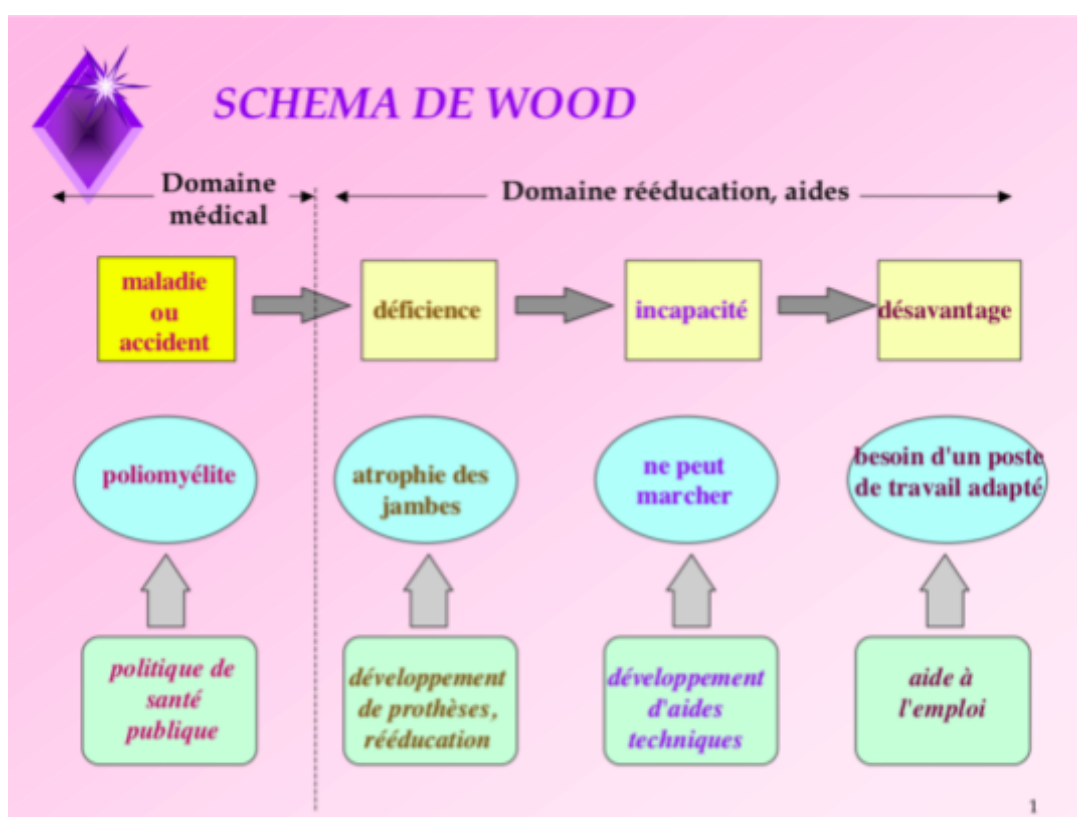 SCHEMA DE WOOD
Domaine
médical
Domaine rééducation, aides
maladie
ou
accident
déficience
incapacité
désavantage
poliomyélite
atrophie des
jambes
ne peut
marcher
besoin d'un poste
de travail adapté
politique de
santé
publique
développement
de prothèses,
rééducation
développement
d'aides
techniques
aide à
l'emploi
1